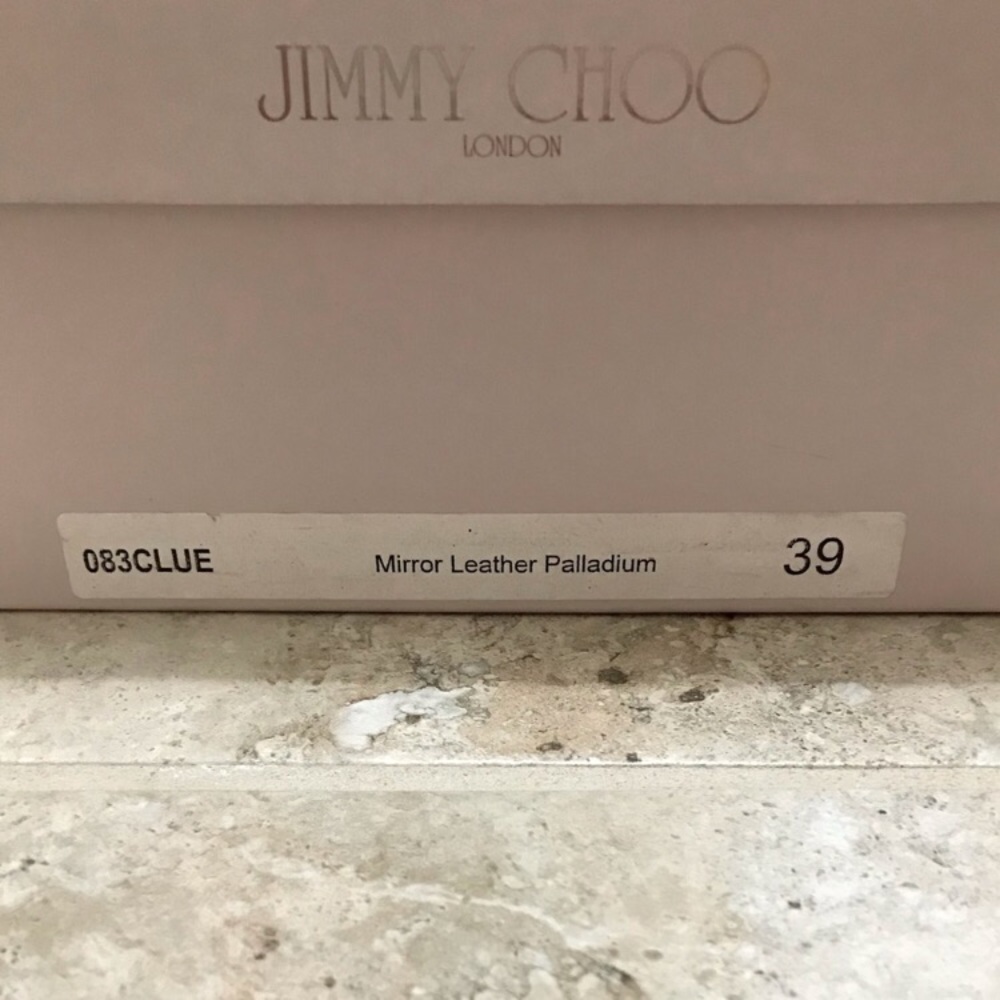 JIMMY CHOO
LONDON
083CLUE Mirror Leather Palladium 39